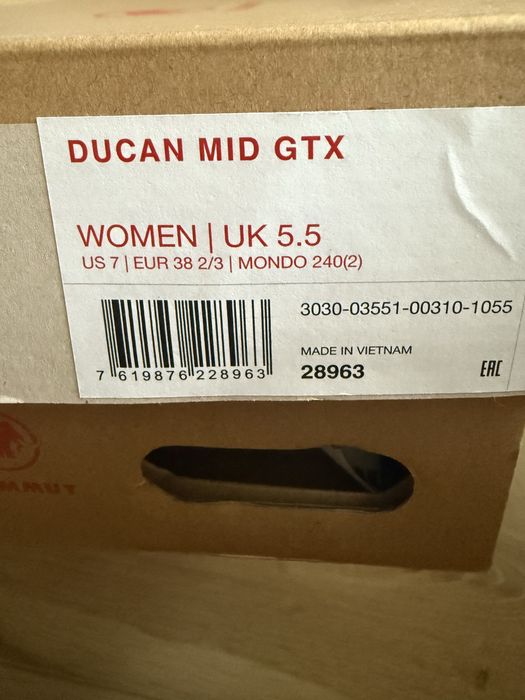 DUCAN MID GTX
WOMEN | UK 5.5
US 7 | EUR 38 2/3 | MONDO 240(2)
3030-03551-00310-1055
7 619876 228963
MADE IN VIETNAM
28963
EAC